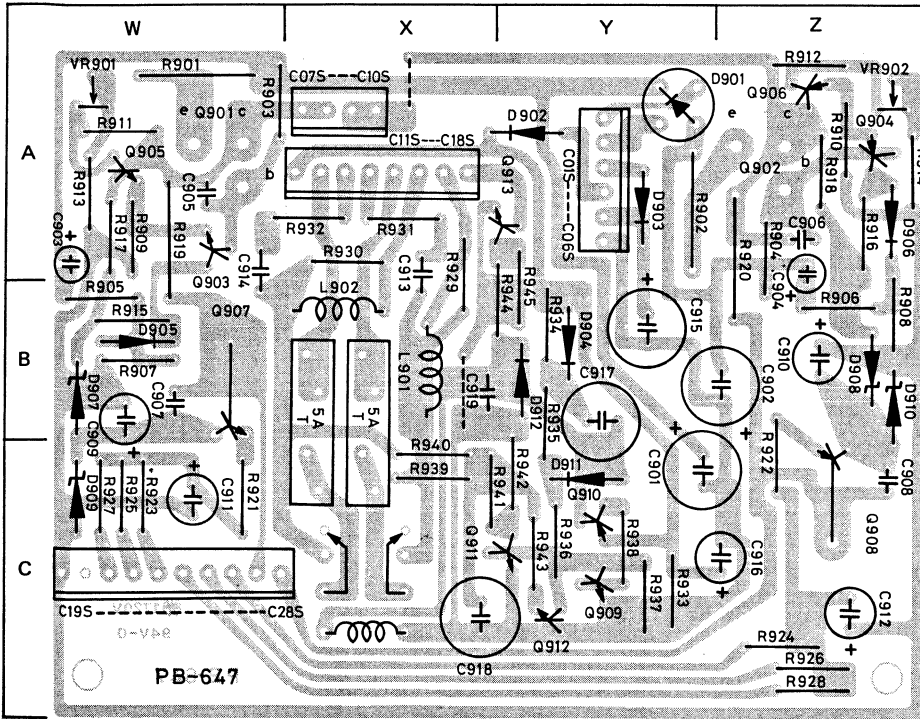 W X Y Z
A
B
C
VR901
R901
R903
C07S----C10S
D901
R912
VR902
e Q901 c
Q906
e c
R911
Q905
D902
C11S---C18S
Q913
C01S-----C06S
R910
Q904
Q902
b
b
R918
R913
C905
D903
R902
C903
+
R917
R909
R919
Q903
C914
R932
R931
R930
C913
R929
R920
R904
C906
C904
+
R916
D906
R905
R915
D905
R907
Q907
L902
R944
R945
R934
D904
+
C915
R906
R908
L901
C919
D912
C917
R935
C902
+
C910
+
D908
D910
D907
C907
C909
+
5A
T
5A
T
D909
R927
R925
R923
+
C911
R921
R940
R939
R941
R942
D911
Q910
+
C901
R922
C908
Q911
R943
R936
R938
Q909
R937
R933
C916
+
Q908
C19S----------------C28S
94V-0
C918
Q912
C912
+
R924
R926
R928
PB-647